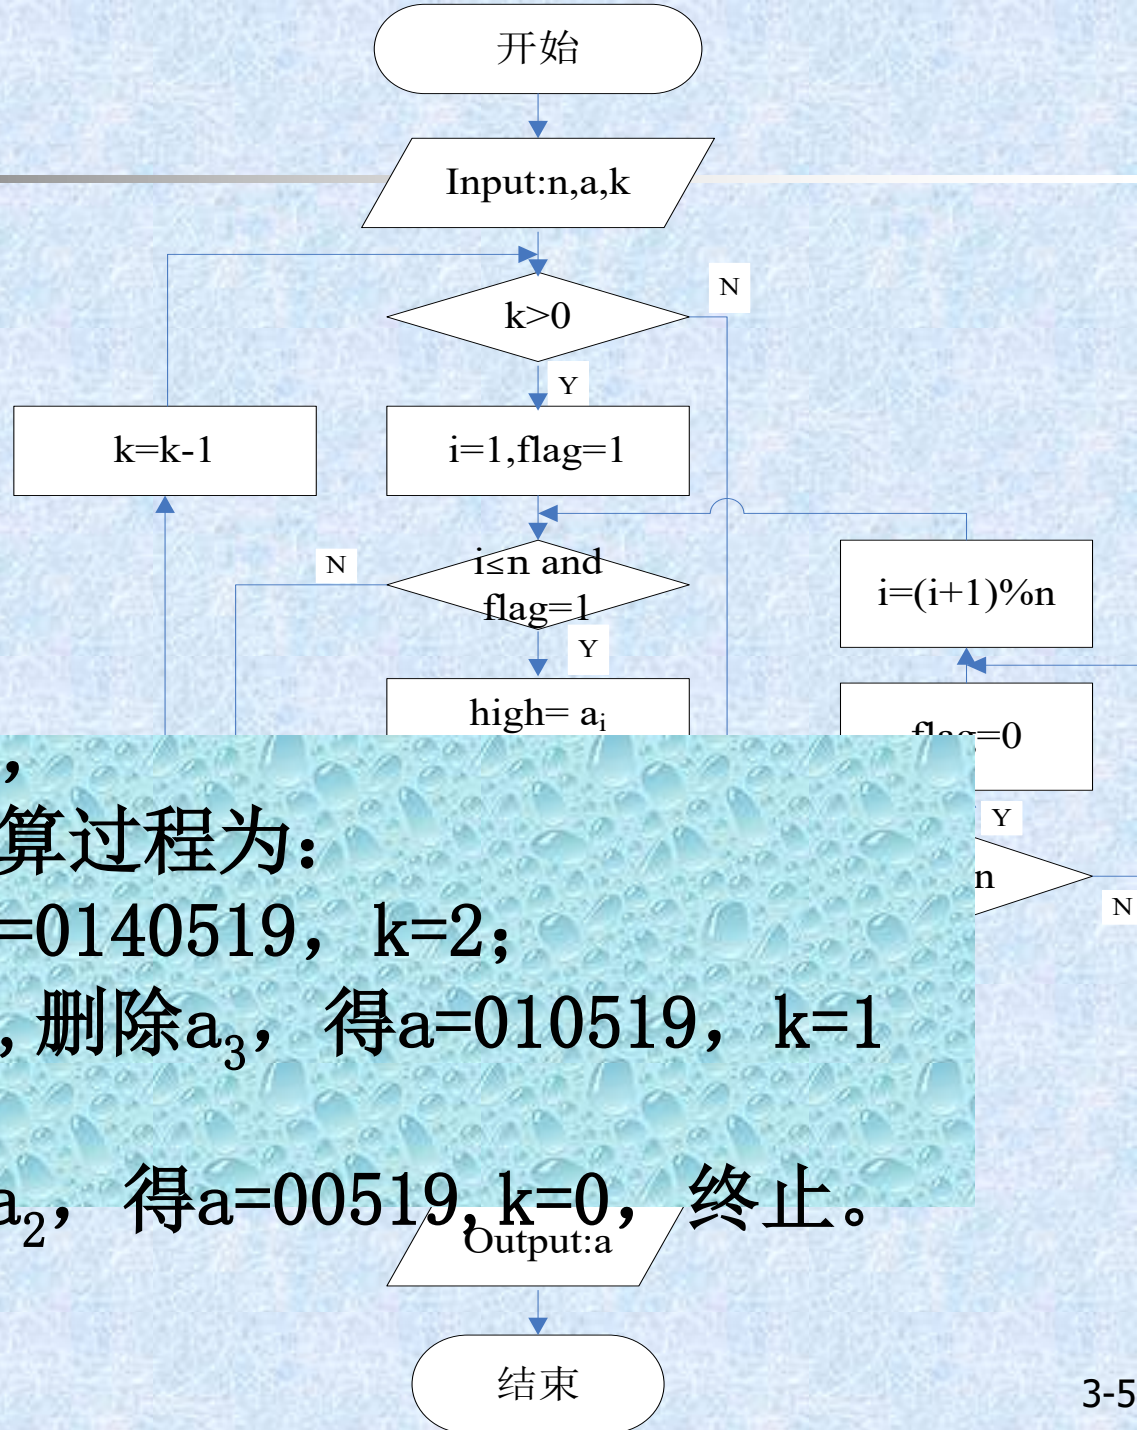 开始
Input:n,a,k
k>0
N
Y
k=k-1
i=1,flag=1
i≤n and
flag=1
N
Y
i=(i+1)%n
high= aᵢ
flag=0
，
Y
算过程为：
n
N
=0140519， k=2；
,删除a₃， 得a=010519， k=1
a₂， 得a=00519,k=0， 终止。
Output:a
结束
3-5